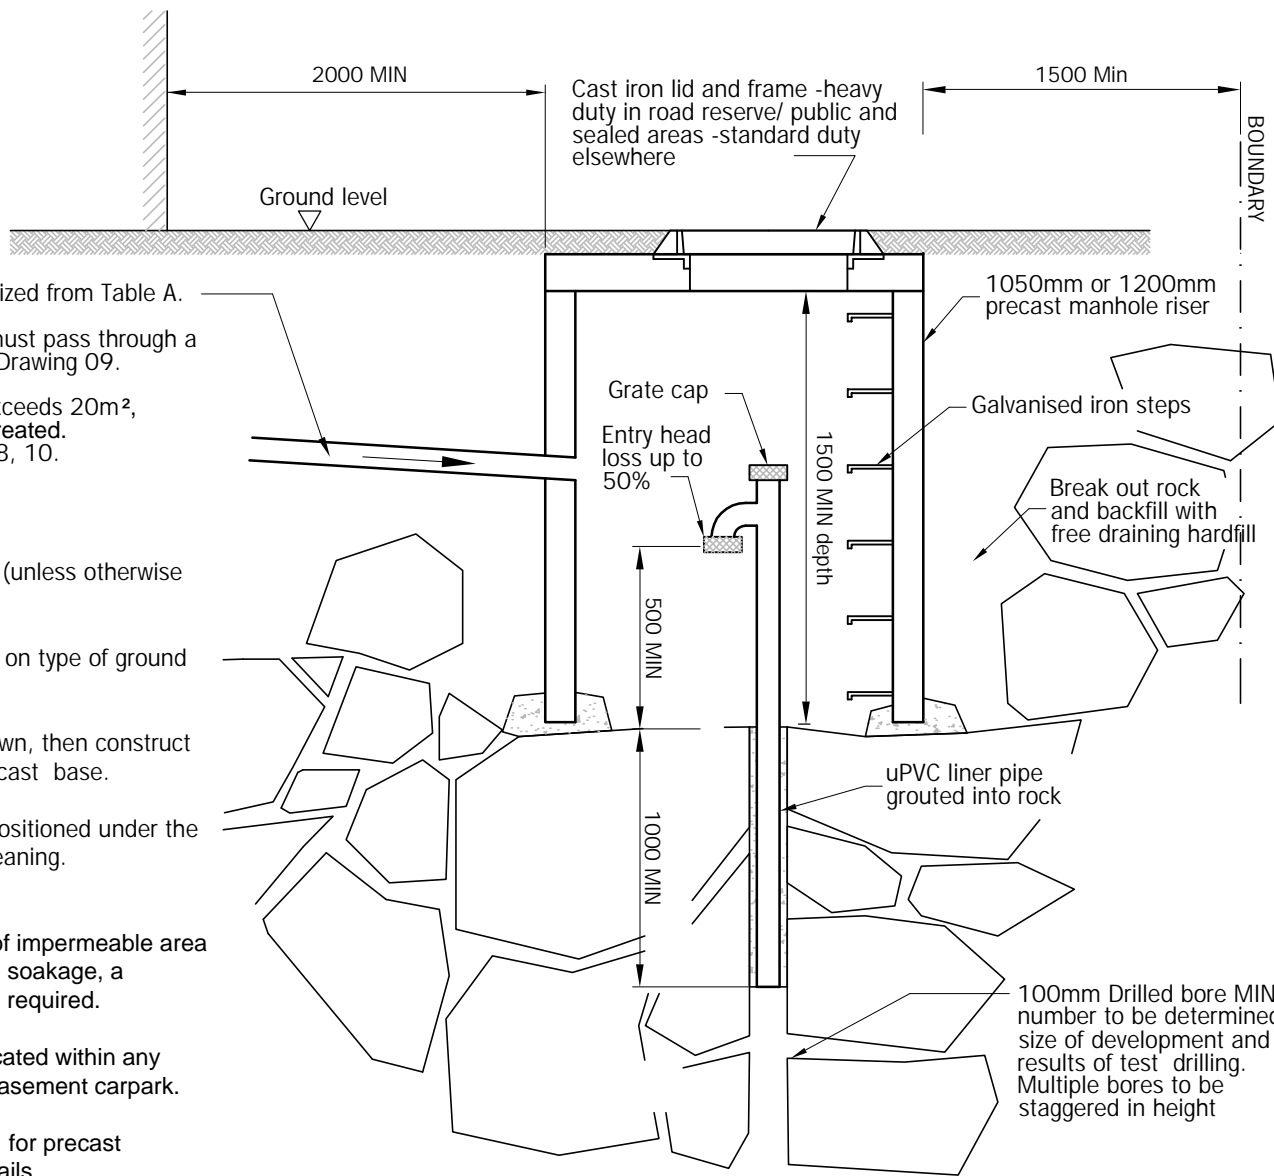 2000 MIN
1500 Min
Cast iron lid and frame -heavy
duty in road reserve/ public and
sealed areas -standard duty
elsewhere
BOUNDARY
Ground level
ized from Table A.
must pass through a
Drawing 09.
xceeds 20m²,
reated.
8, 10.
1050mm or 1200mm
precast manhole riser
Grate cap
Galvanised iron steps
Entry head
loss up to
50%
1500 MIN depth
Break out rock
and backfill with
free draining hardfill
(unless otherwise
500 MIN
on type of ground
wn, then construct
cast base.
uPVC liner pipe
grouted into rock
ositioned under the
eaning.
1000 MIN
of impermeable area
soakage, a
required.
100mm Drilled bore MIN
number to be determined
size of development and
results of test drilling.
Multiple bores to be
staggered in height
cated within any
asement carpark.
for precast
ails